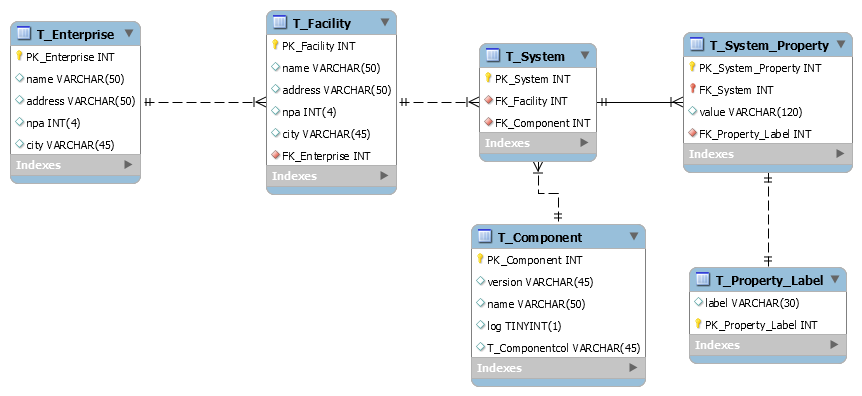 T_Enterprise
PK_Enterprise INT
name VARCHAR(50)
address VARCHAR(50)
npa INT(4)
city VARCHAR(45)
Indexes
T_Facility
PK_Facility INT
name VARCHAR(50)
address VARCHAR(50)
npa INT(4)
city VARCHAR(45)
FK_Enterprise INT
Indexes
T_System
PK_System INT
FK_Facility INT
FK_Component INT
Indexes
T_System_Property
PK_System_Property INT
FK_System INT
value VARCHAR(120)
FK_Property_Label INT
Indexes
T_Component
PK_Component INT
version VARCHAR(45)
name VARCHAR(50)
log TINYINT(1)
T_Componentcol VARCHAR(45)
Indexes
T_Property_Label
label VARCHAR(30)
PK_Property_Label INT
Indexes